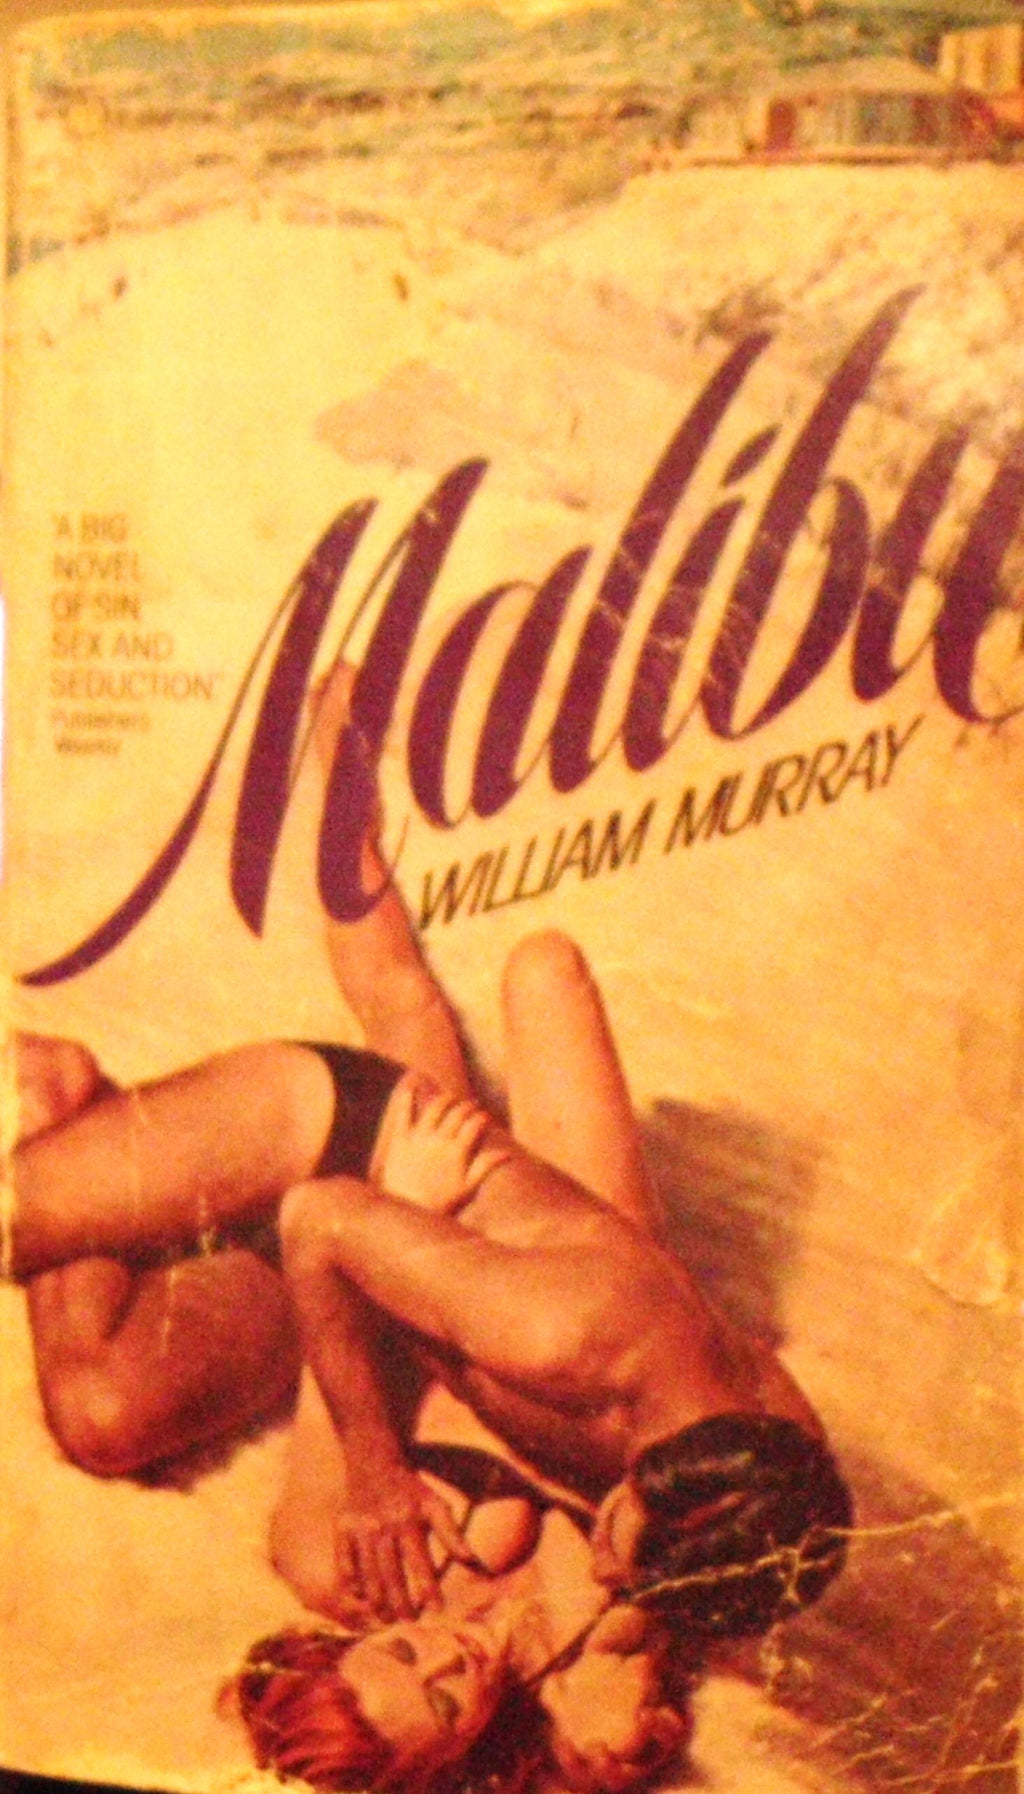 Malibu
WILLIAM MURRAY
"A BIG
NOVEL
OF SIN
SEX AND
SEDUCTION"
Publishers
Weekly